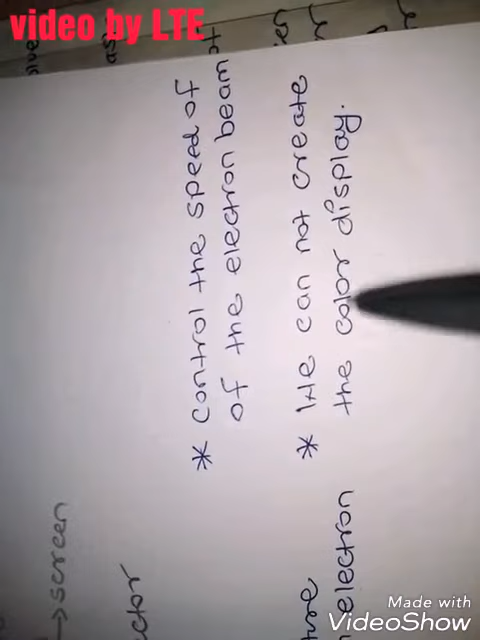 video by LTE
* control the speed of
of the electron beam
* We can not create
the color display.
→screen
ctor
electron
Made with
VideoShow